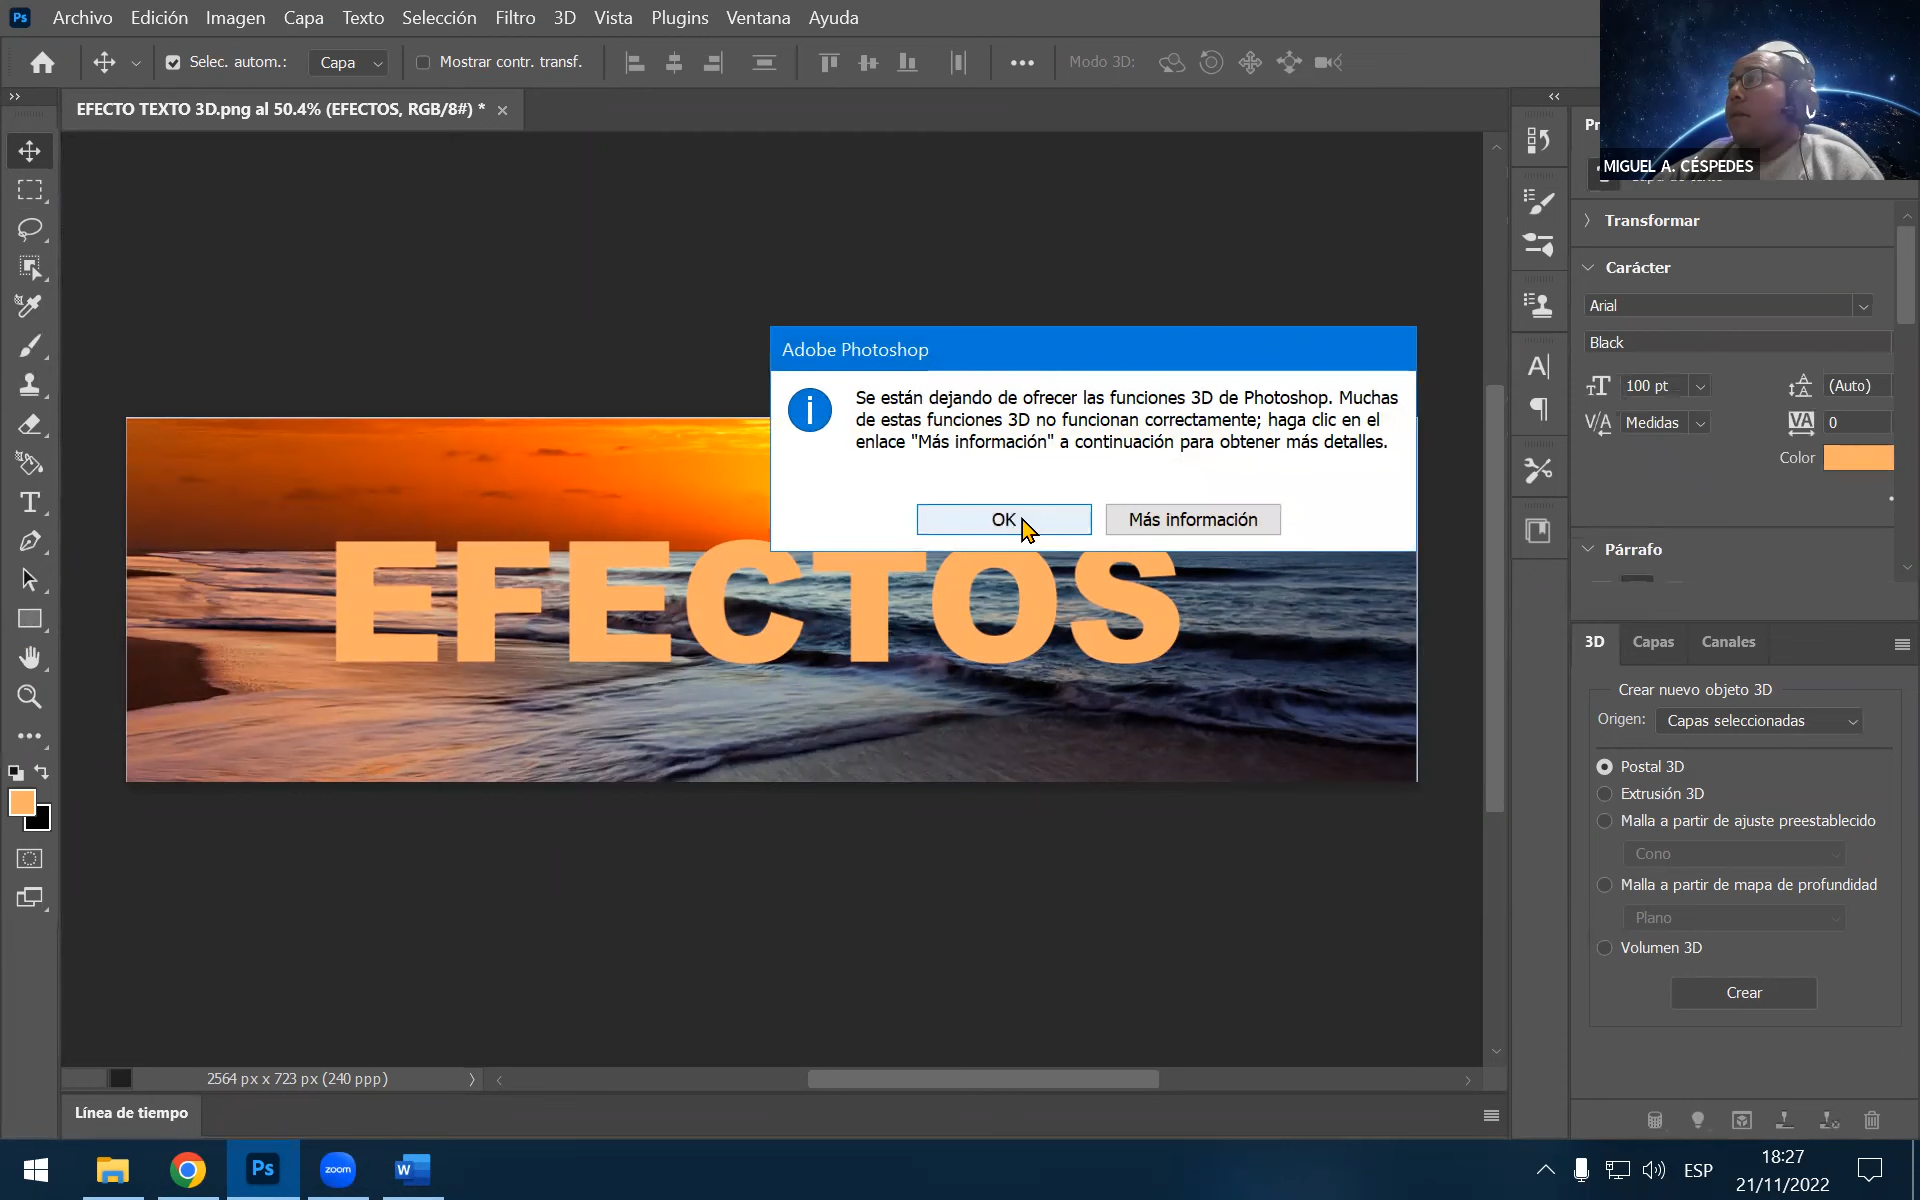 Ps Archivo Edición Imagen Capa Texto Selección Filtro 3D Vista Plugins Ventana Ayuda
Selec. autom.: Capa Mostrar contr. transf. Modo 3D:
EFECTO TEXTO 3D.png al 50.4% (EFECTOS, RGB/8#) *
MIGUEL A. CÉSPEDES
Transformar
Carácter
Arial
Black
100 pt (Auto)
Medidas 0
Color
Párrafo
Adobe Photoshop
Se están dejando de ofrecer las funciones 3D de Photoshop. Muchas
de estas funciones 3D no funcionan correctamente; haga clic en el
enlace "Más información" a continuación para obtener más detalles.
OK Más información
EFECTOS
3D Capas Canales
Crear nuevo objeto 3D
Origen: Capas seleccionadas
Postal 3D
Extrusión 3D
Malla a partir de ajuste preestablecido
Cono
Malla a partir de mapa de profundidad
Plano
Volumen 3D
Crear
2564 px x 723 px (240 ppp)
Línea de tiempo
Ps zoom W ESP
18:27
21/11/2022